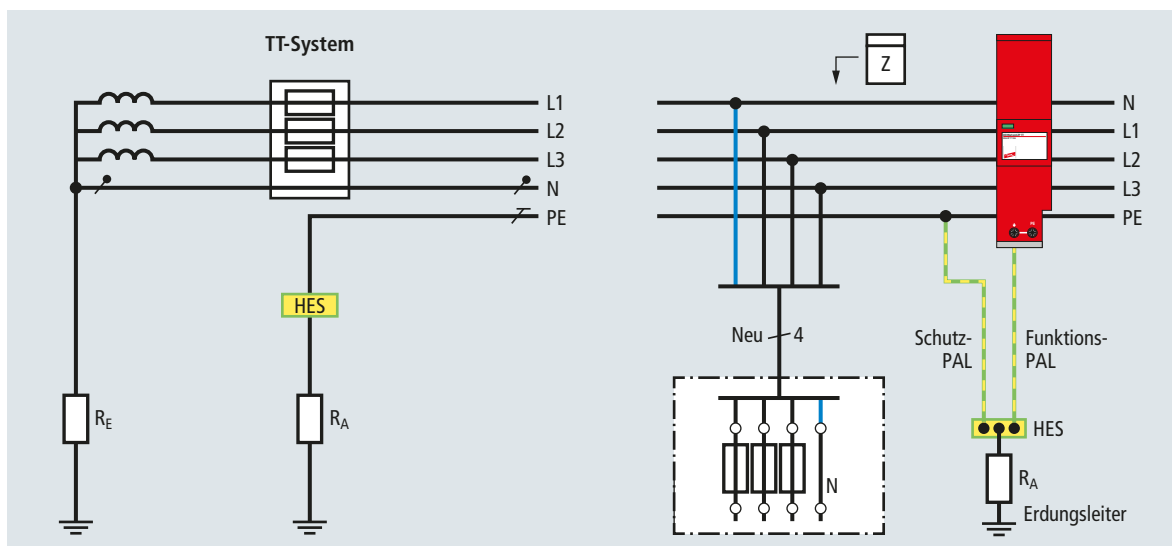 TT-System
L1
L2
L3
N
PE
HES
R_E
R_A
Z
N
L1
L2
L3
PE
Neu
4
Schutz-
PAL
Funktions-
PAL
N
HES
R_A
Erdungsleiter